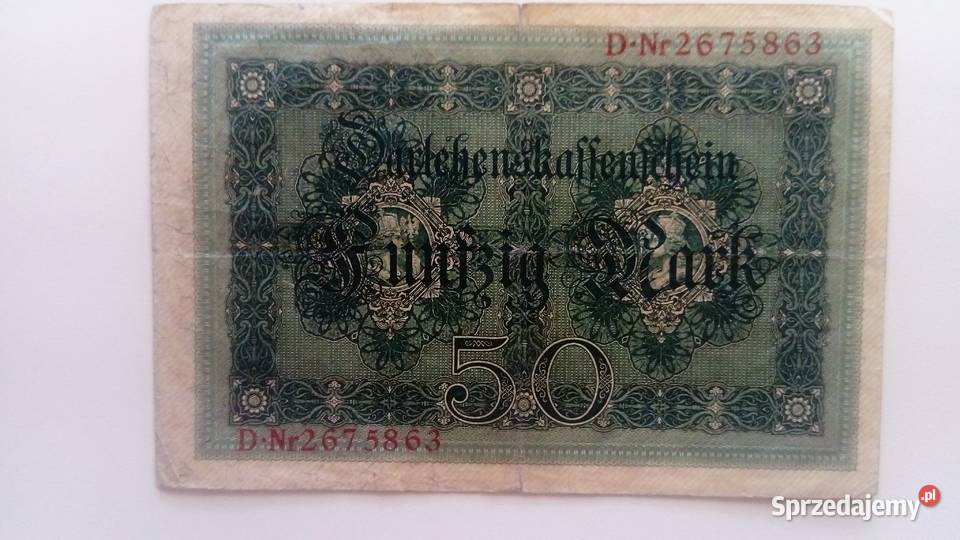 D·Nr2675863
Darlehenskassenschein
Fünfzig Mark
50
D·Nr2675863
Sprzedajemy.pl